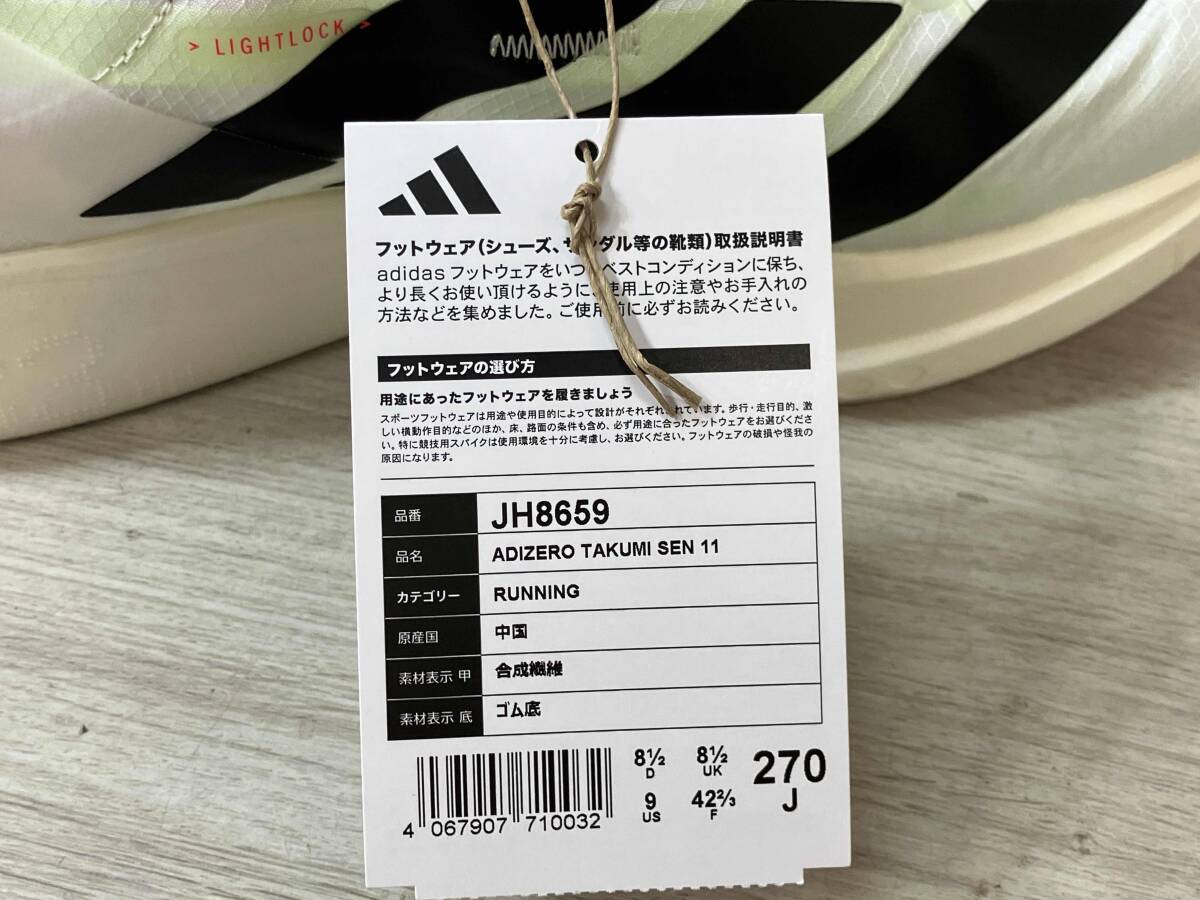 > LIGHTLOCK >
フットウェア(シューズ、サンダル等の靴類)取扱説明書
adidas フットウェアをいつ ベストコンディションに保ち、
より長くお使い頂けるように、使用上の注意やお手入れの
方法などを集めました。ご使用前に必ずお読みください。
フットウェアの選び方
用途にあったフットウェアを履きましょう
スポーツフットウェアは用途や使用目的によって設計がそれぞれ されています。歩行・走行目的、激
しい横動作目的などのほか、床、路面の条件も含め、必ず用途に合ったフットウェアをお選びくださ
い。特に競技用スパイクは使用環境を十分に考慮し、お選びください。フットウェアの破損や怪我の
原因になります。
品番 JH8659
品名 ADIZERO TAKUMI SEN 11
カテゴリー RUNNING
原産国 中国
素材表示 甲 合成繊維
素材表示 底 ゴム底
8½ D 8½ UK 270 J
9 US 42⅔ F
4 067907 710032